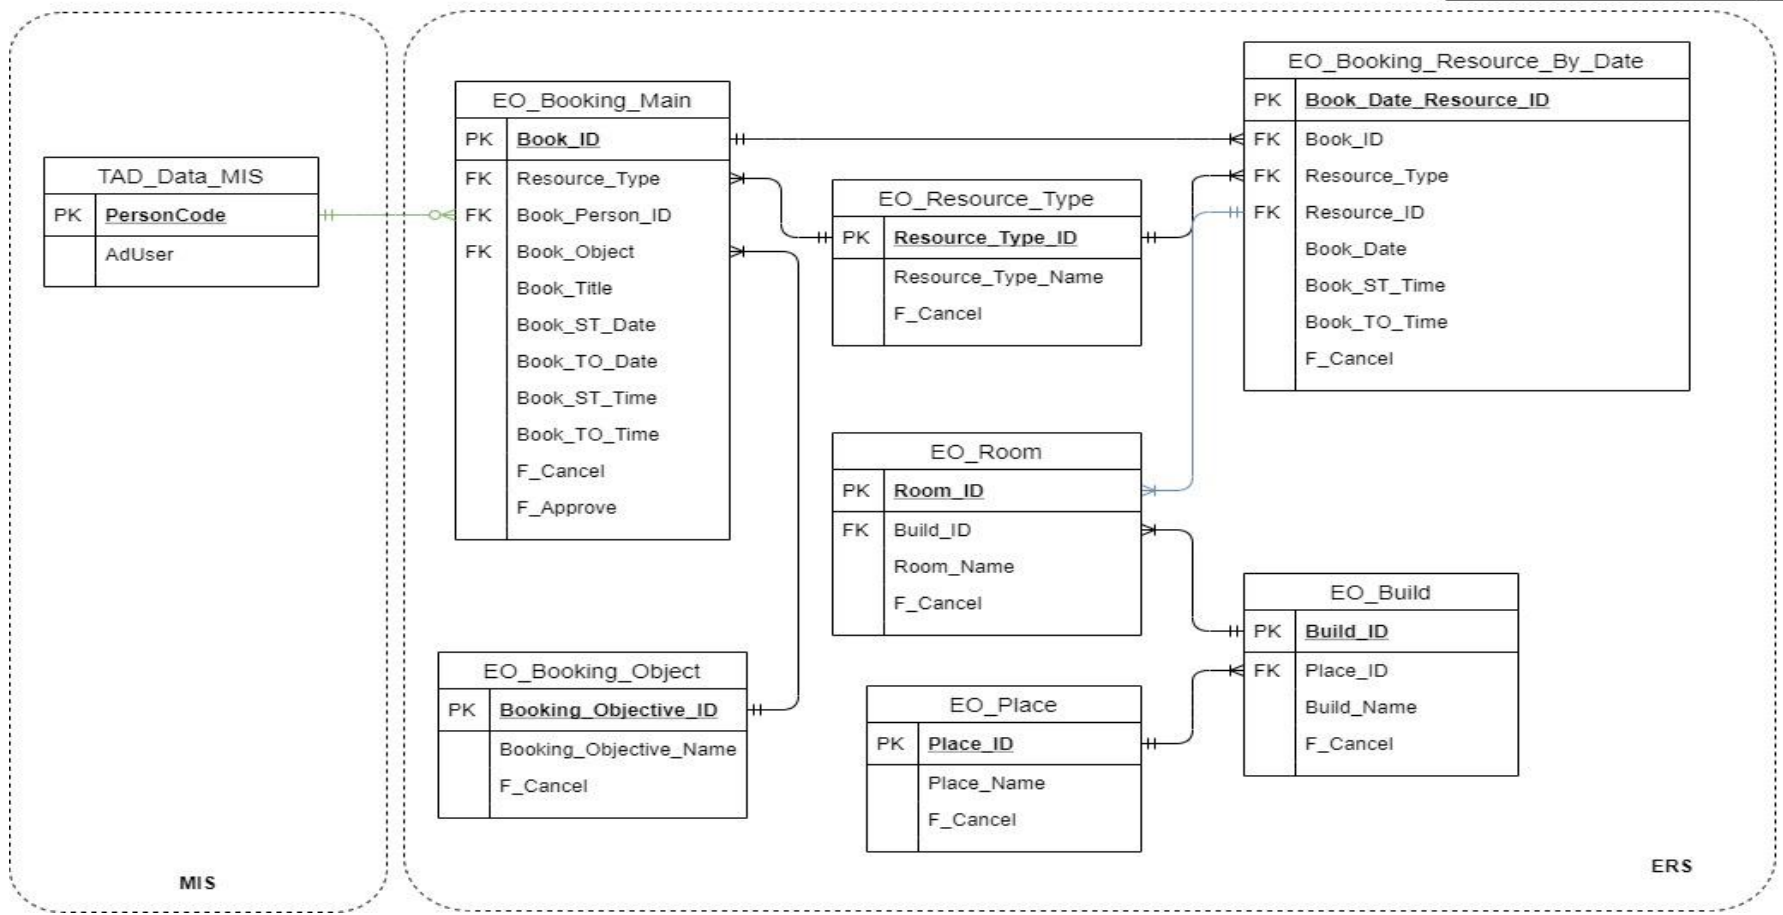 TAD_Data_MIS
PK PersonCode
AdUser
MIS
EO_Booking_Main
PK Book_ID
FK Resource_Type
FK Book_Person_ID
FK Book_Object
Book_Title
Book_ST_Date
Book_TO_Date
Book_ST_Time
Book_TO_Time
F_Cancel
F_Approve
EO_Booking_Object
PK Booking_Objective_ID
Booking_Objective_Name
F_Cancel
EO_Resource_Type
PK Resource_Type_ID
Resource_Type_Name
F_Cancel
EO_Room
PK Room_ID
FK Build_ID
Room_Name
F_Cancel
EO_Place
PK Place_ID
Place_Name
F_Cancel
EO_Booking_Resource_By_Date
PK Book_Date_Resource_ID
FK Book_ID
FK Resource_Type
FK Resource_ID
Book_Date
Book_ST_Time
Book_TO_Time
F_Cancel
EO_Build
PK Build_ID
FK Place_ID
Build_Name
F_Cancel
ERS